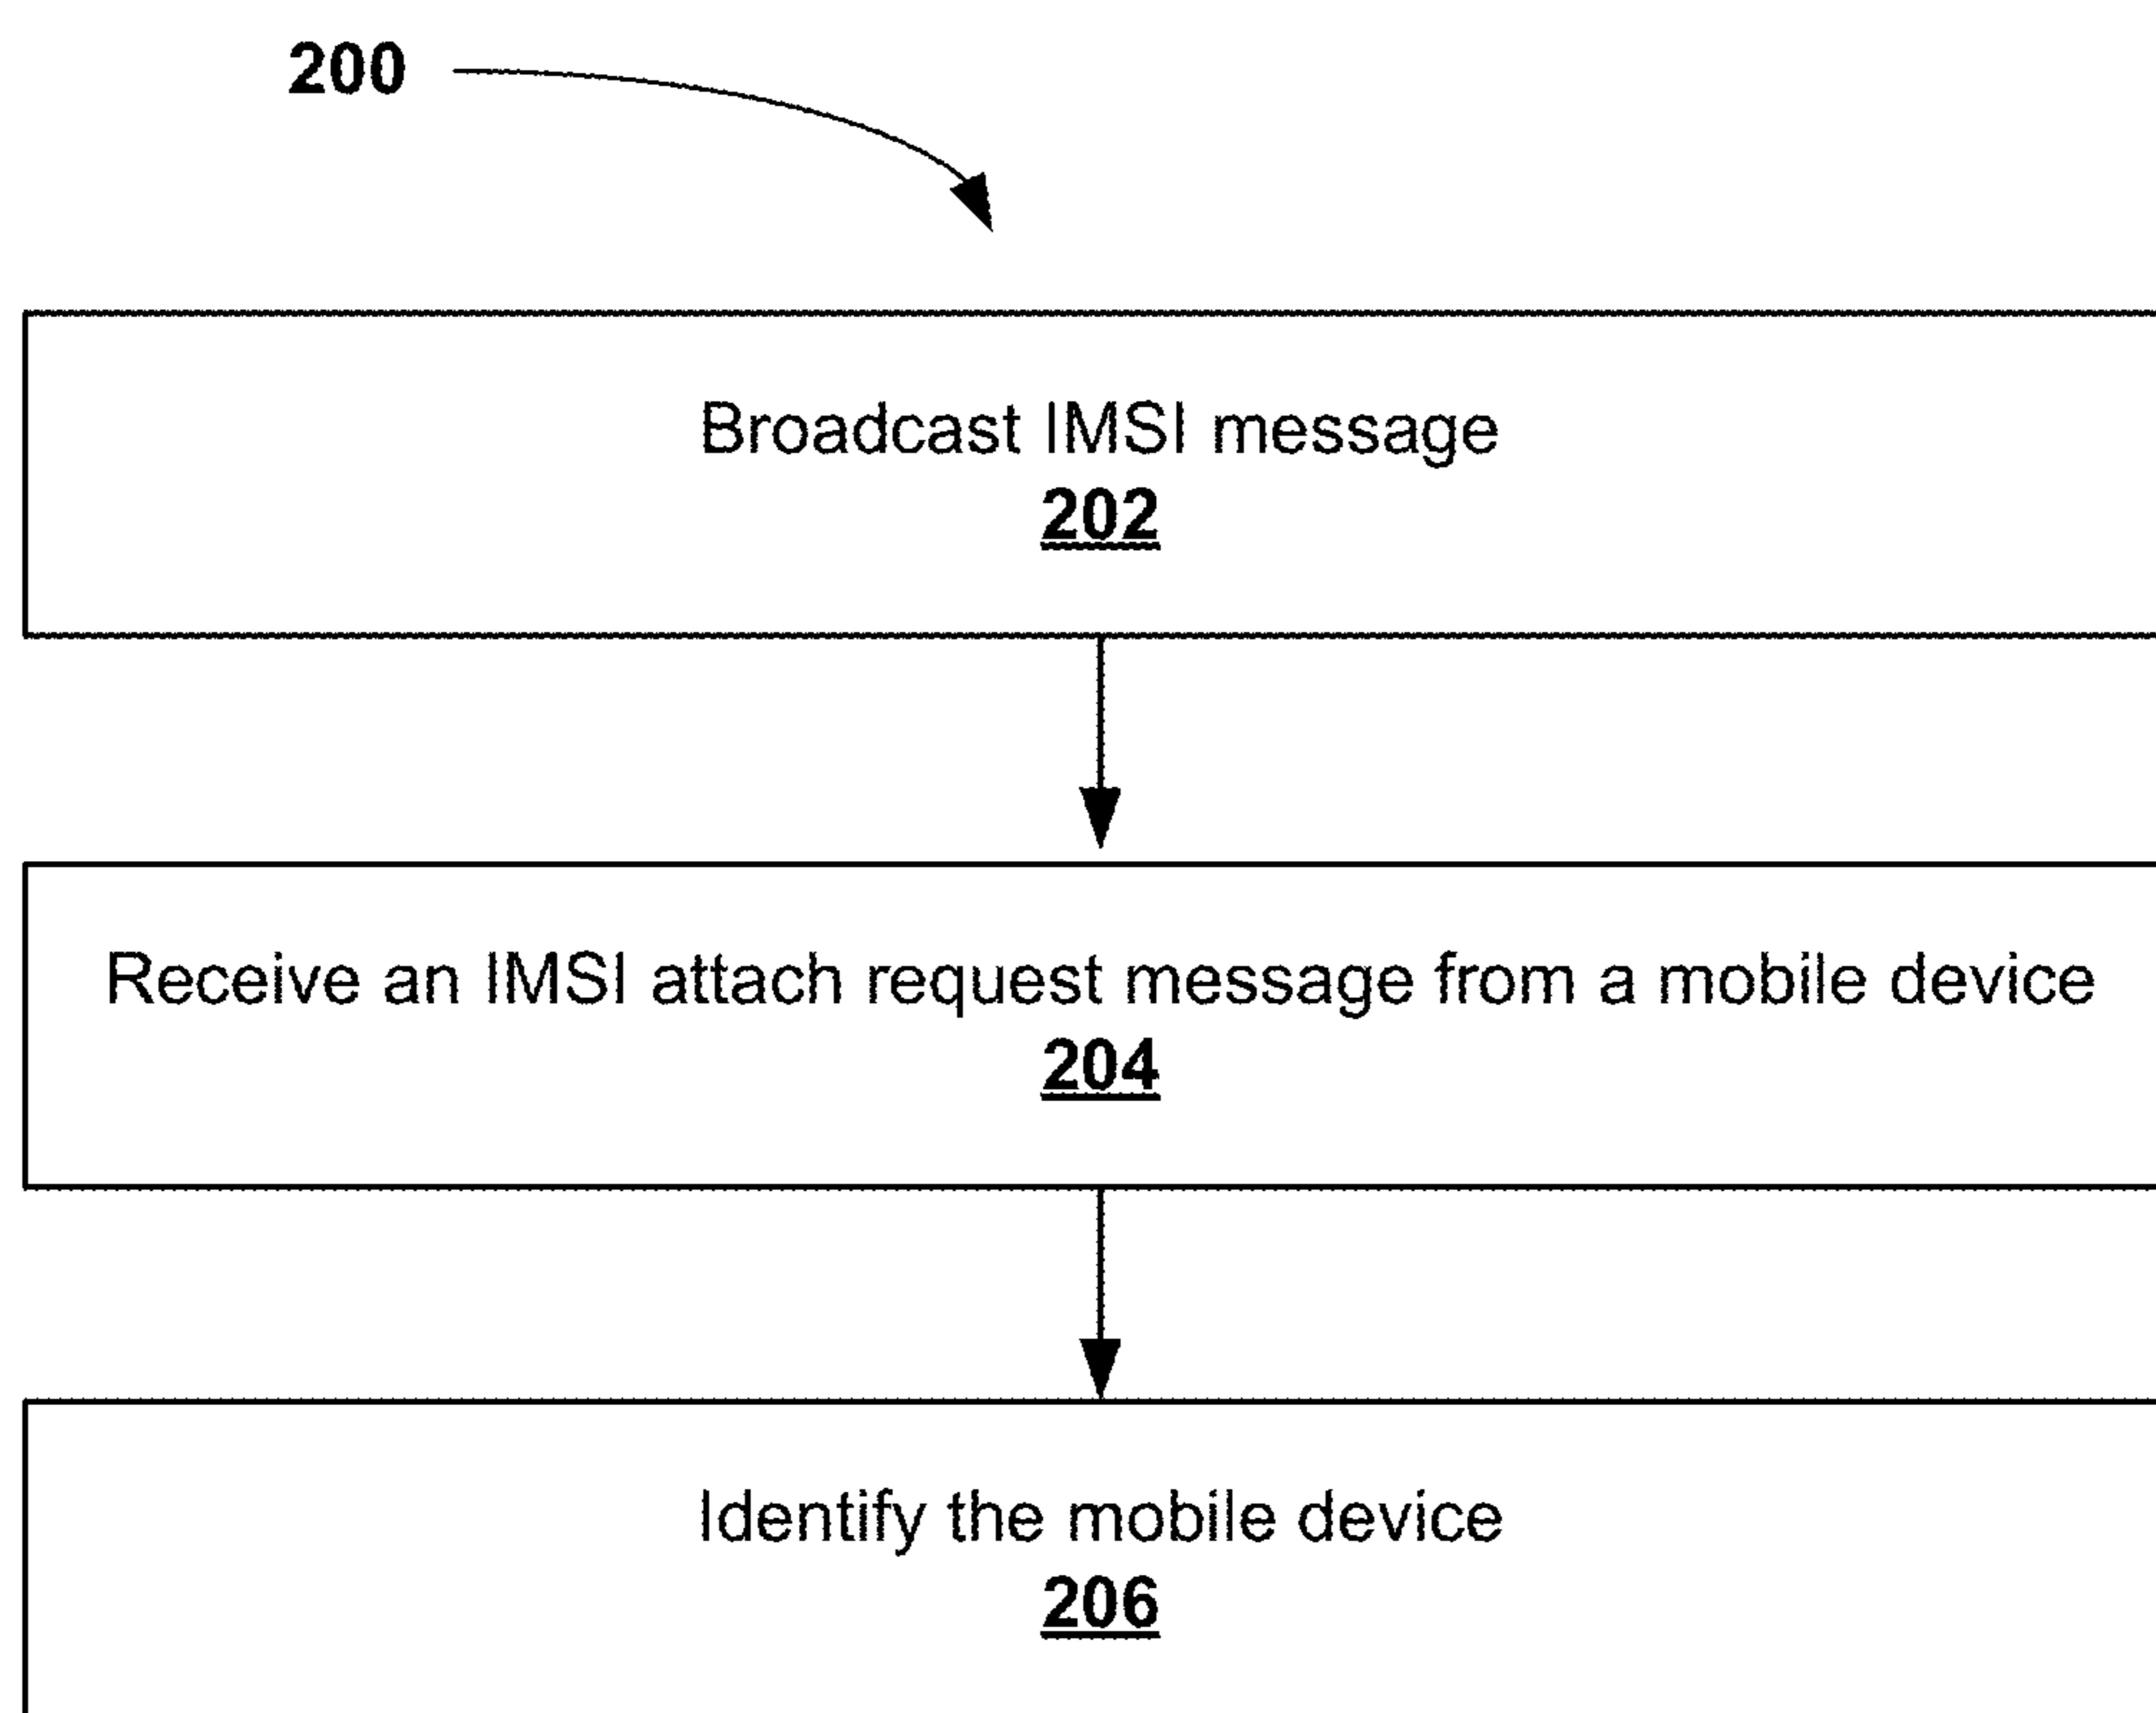 200
Broadcast IMSI message
202
Receive an IMSI attach request message from a mobile device
204
Identify the mobile device
206